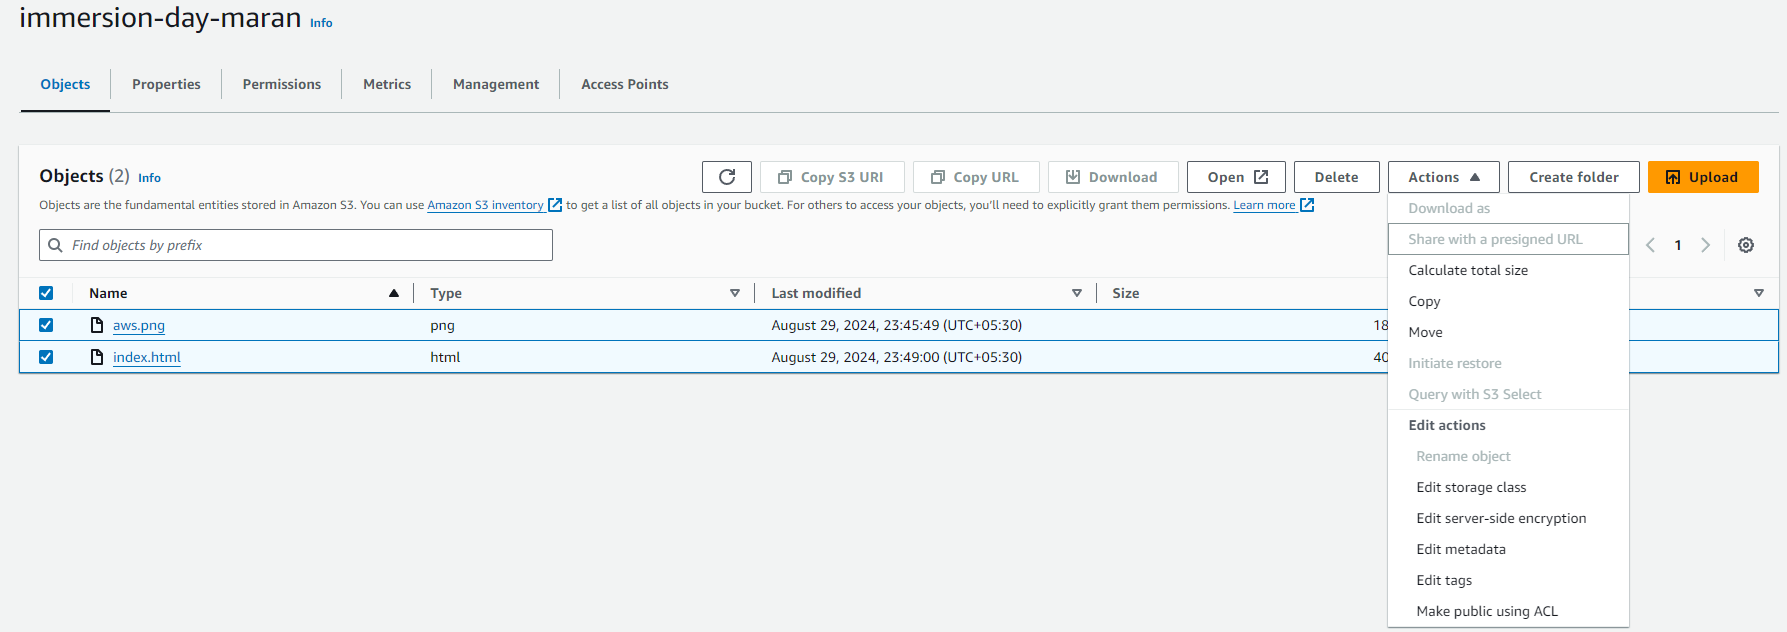 immersion-day-maran Info
Objects Properties Permissions Metrics Management Access Points
Objects (2) Info
Copy S3 URI Copy URL Download Open Delete Actions Create folder Upload
Objects are the fundamental entities stored in Amazon S3. You can use Amazon S3 inventory to get a list of all objects in your bucket. For others to access your objects, you'll need to explicitly grant them permissions. Learn more
Find objects by prefix
1
Name Type Last modified Size
aws.png png August 29, 2024, 23:45:49 (UTC+05:30) 18
index.html html August 29, 2024, 23:49:00 (UTC+05:30) 40
Download as
Share with a presigned URL
Calculate total size
Copy
Move
Initiate restore
Query with S3 Select
Edit actions
Rename object
Edit storage class
Edit server-side encryption
Edit metadata
Edit tags
Make public using ACL